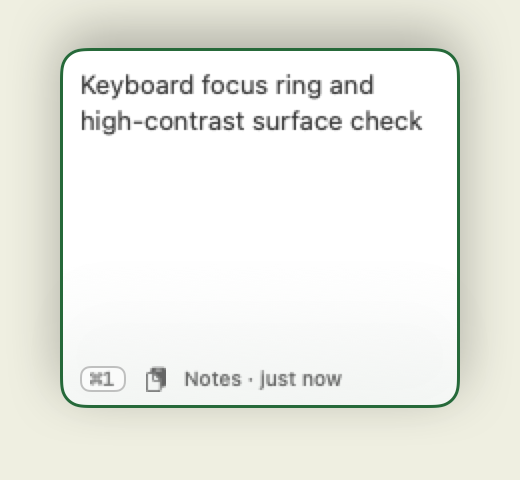 Keyboard focus ring and
high-contrast surface check
⌘1 Notes · just now